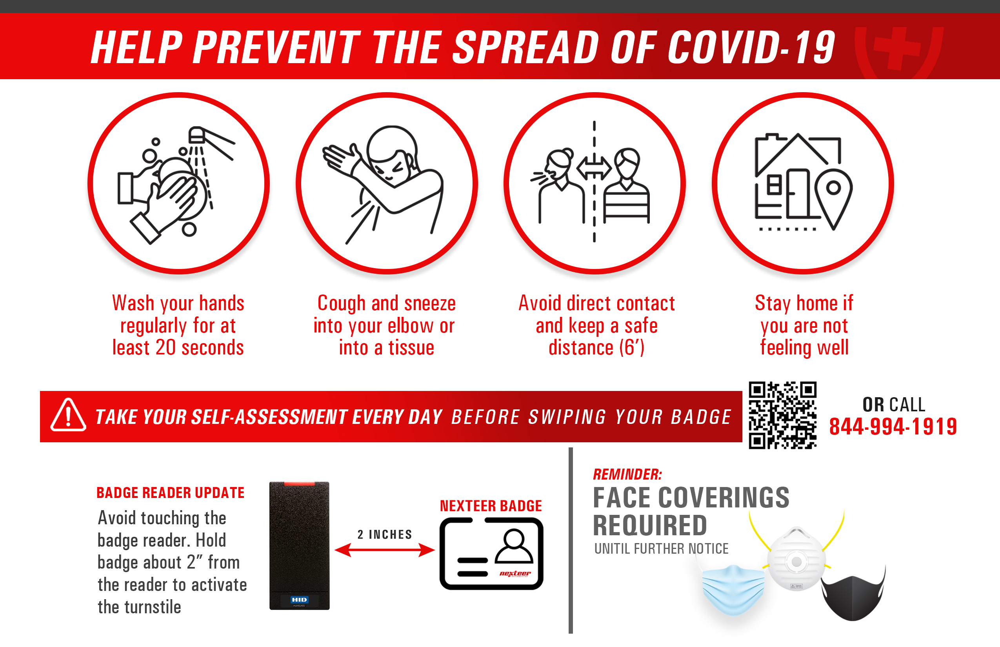 HELP PREVENT THE SPREAD OF COVID-19
Wash your hands
regularly for at
least 20 seconds
Cough and sneeze
into your elbow or
into a tissue
Avoid direct contact
and keep a safe
distance (6')
Stay home if
you are not
feeling well
TAKE YOUR SELF-ASSESSMENT EVERY DAY BEFORE SWIPING YOUR BADGE
OR CALL
844-994-1919
BADGE READER UPDATE
Avoid touching the
badge reader. Hold
badge about 2" from
the reader to activate
the turnstile
HID
multiCLASS
2 INCHES
NEXTEER BADGE
nexteer
AUTOMOTIVE
REMINDER:
FACE COVERINGS
REQUIRED
UNITIL FURTHER NOTICE